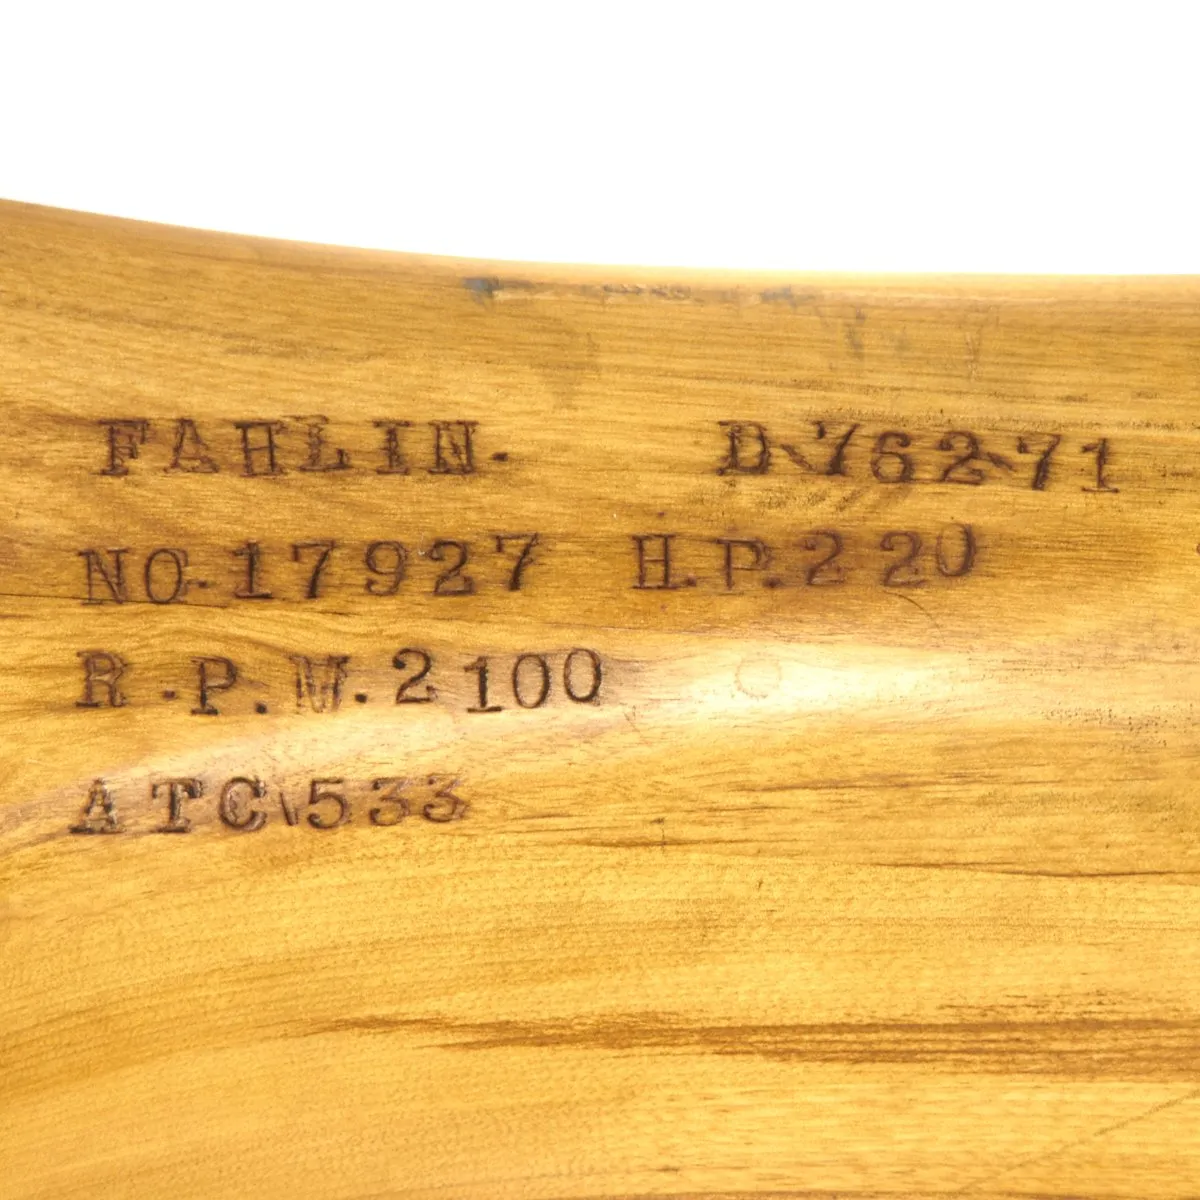 FAHLIN. D\762\71
NO.17927 H.P.220
R.P.M.2100
ATC\533